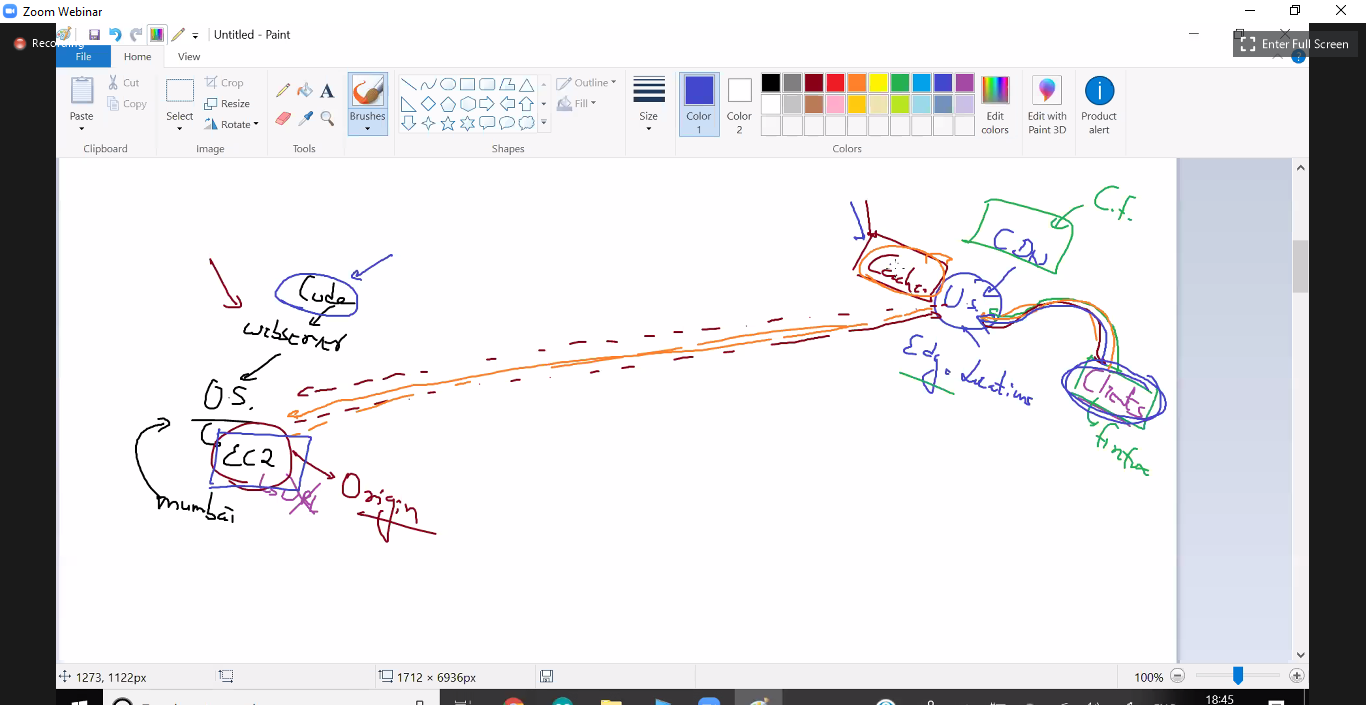 Zoom Webinar
Recording
Untitled - Paint
Enter Full Screen
File
Home
View
Paste
Cut
Copy
Clipboard
Select
Crop
Resize
Rotate
Image
Tools
Brushes
Shapes
Outline
Fill
Size
Color
1
Color
2
Colors
Edit
colors
Edit with
Paint 3D
Product
alert
C.f.
CDN
Cache
U.S.
Code
webserver
Edge Locations
Clients
O.S.
EC2
Origin
mumbai
1273, 1122px
1712 × 6936px
100%
18:45